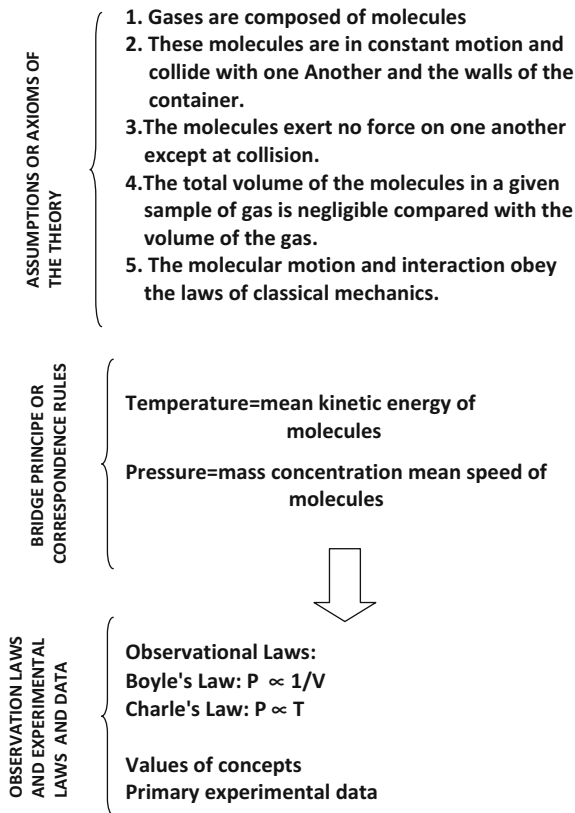 ASSUMPTIONS OR AXIOMS OF
THE THEORY
1. Gases are composed of molecules
2. These molecules are in constant motion and
collide with one Another and the walls of the
container.
3.The molecules exert no force on one another
except at collision.
4.The total volume of the molecules in a given
sample of gas is negligible compared with the
volume of the gas.
5. The molecular motion and interaction obey
the laws of classical mechanics.
BRIDGE PRINCIPE OR
CORRESPONDENCE RULES
Temperature=mean kinetic energy of
molecules
Pressure=mass concentration mean speed of
molecules
OBSERVATION LAWS
AND EXPERIMENTAL
LAWS AND DATA
Observational Laws:
Boyle's Law: P ∝ 1/V
Charle's Law: P ∝ T
Values of concepts
Primary experimental data